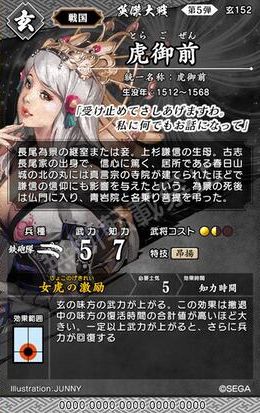 玄
戦国
英傑大戦
第5弾
玄152
とらごぜん
虎御前
統一名称：虎御前
生没年：1512～1568
「受け止めてさしあげますわ。
私に何でもお話になって」
長尾為景の継室または妾。上杉謙信の生母。古志
長尾家の出身で、信心に篤く、居所である春日山
城の北の丸には真言宗の寺院が建てられたほどで
謙信の信仰にも影響を与えたという。為景の死後
は仏門に入り、青岩院と名乗り菩提を弔った。
兵種 武力 知力 武将コスト
鉄砲隊 5 7 特技 昂揚
じょこのげきれい
女虎の激励
必要士気 5
効果時間 知力時間
効果範囲
玄の味方の武力が上がる。この効果は撤退
中の味方の復活時間の合計値が高いほど大
きい。一定以上武力が上がると、さらに兵
力が回復する
Illustration:JUNNY
©SEGA
0000-0000-0000-0000-0000